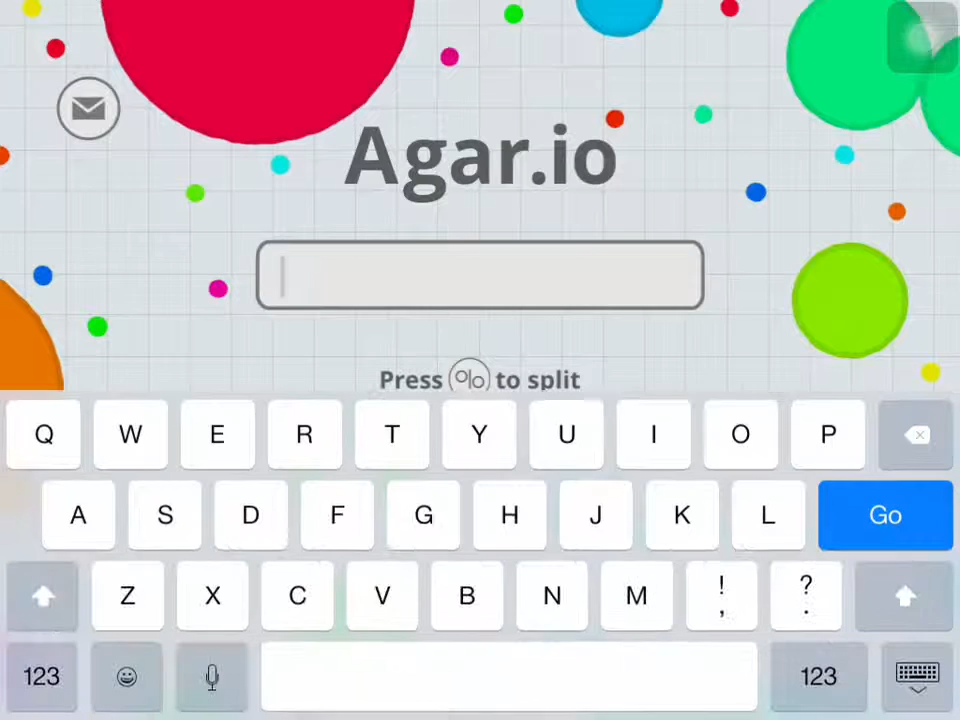 Agar.io
Press to split
Q W E R T Y U I O P
A S D F G H J K L Go
Z X C V B N M ! , ? .
123 123